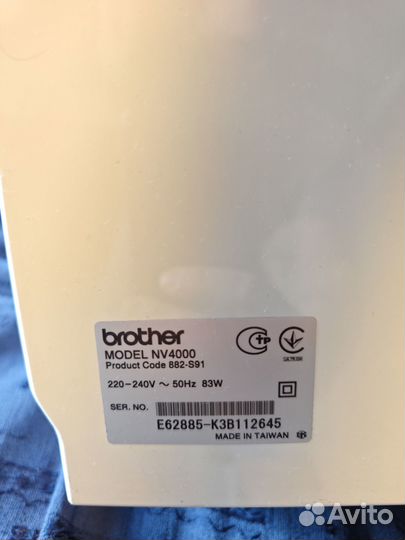 brother
MODEL NV4000
Product Code 882-S91
220-240V ~ 50Hz 83W
SER. NO.
E62885-K3B112645
MADE IN TAIWAN
Avito